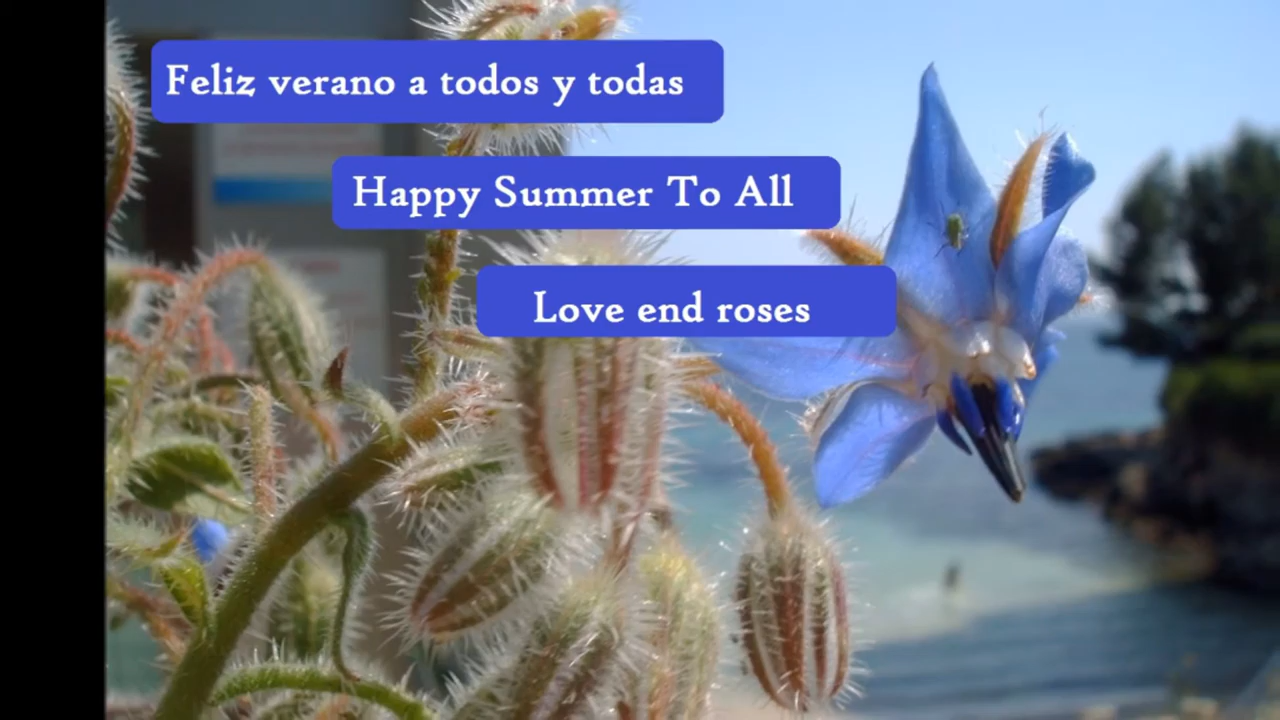 Feliz verano a todos y todas
Happy Summer To All
Love end roses